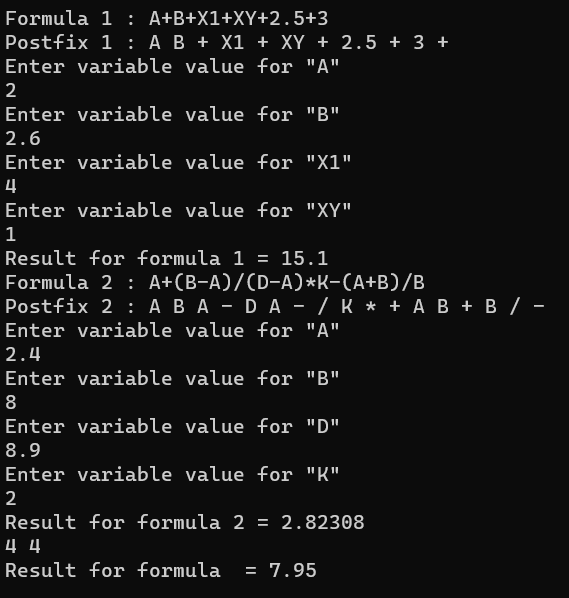 Formula 1 : A+B+X1+XY+2.5+3
Postfix 1 : A B + X1 + XY + 2.5 + 3 +
Enter variable value for "A"
2
Enter variable value for "B"
2.6
Enter variable value for "X1"
4
Enter variable value for "XY"
1
Result for formula 1 = 15.1
Formula 2 : A+(B-A)/(D-A)*K-(A+B)/B
Postfix 2 : A B A - D A - / K * + A B + B / -
Enter variable value for "A"
2.4
Enter variable value for "B"
8
Enter variable value for "D"
8.9
Enter variable value for "K"
2
Result for formula 2 = 2.82308
4 4
Result for formula  = 7.95